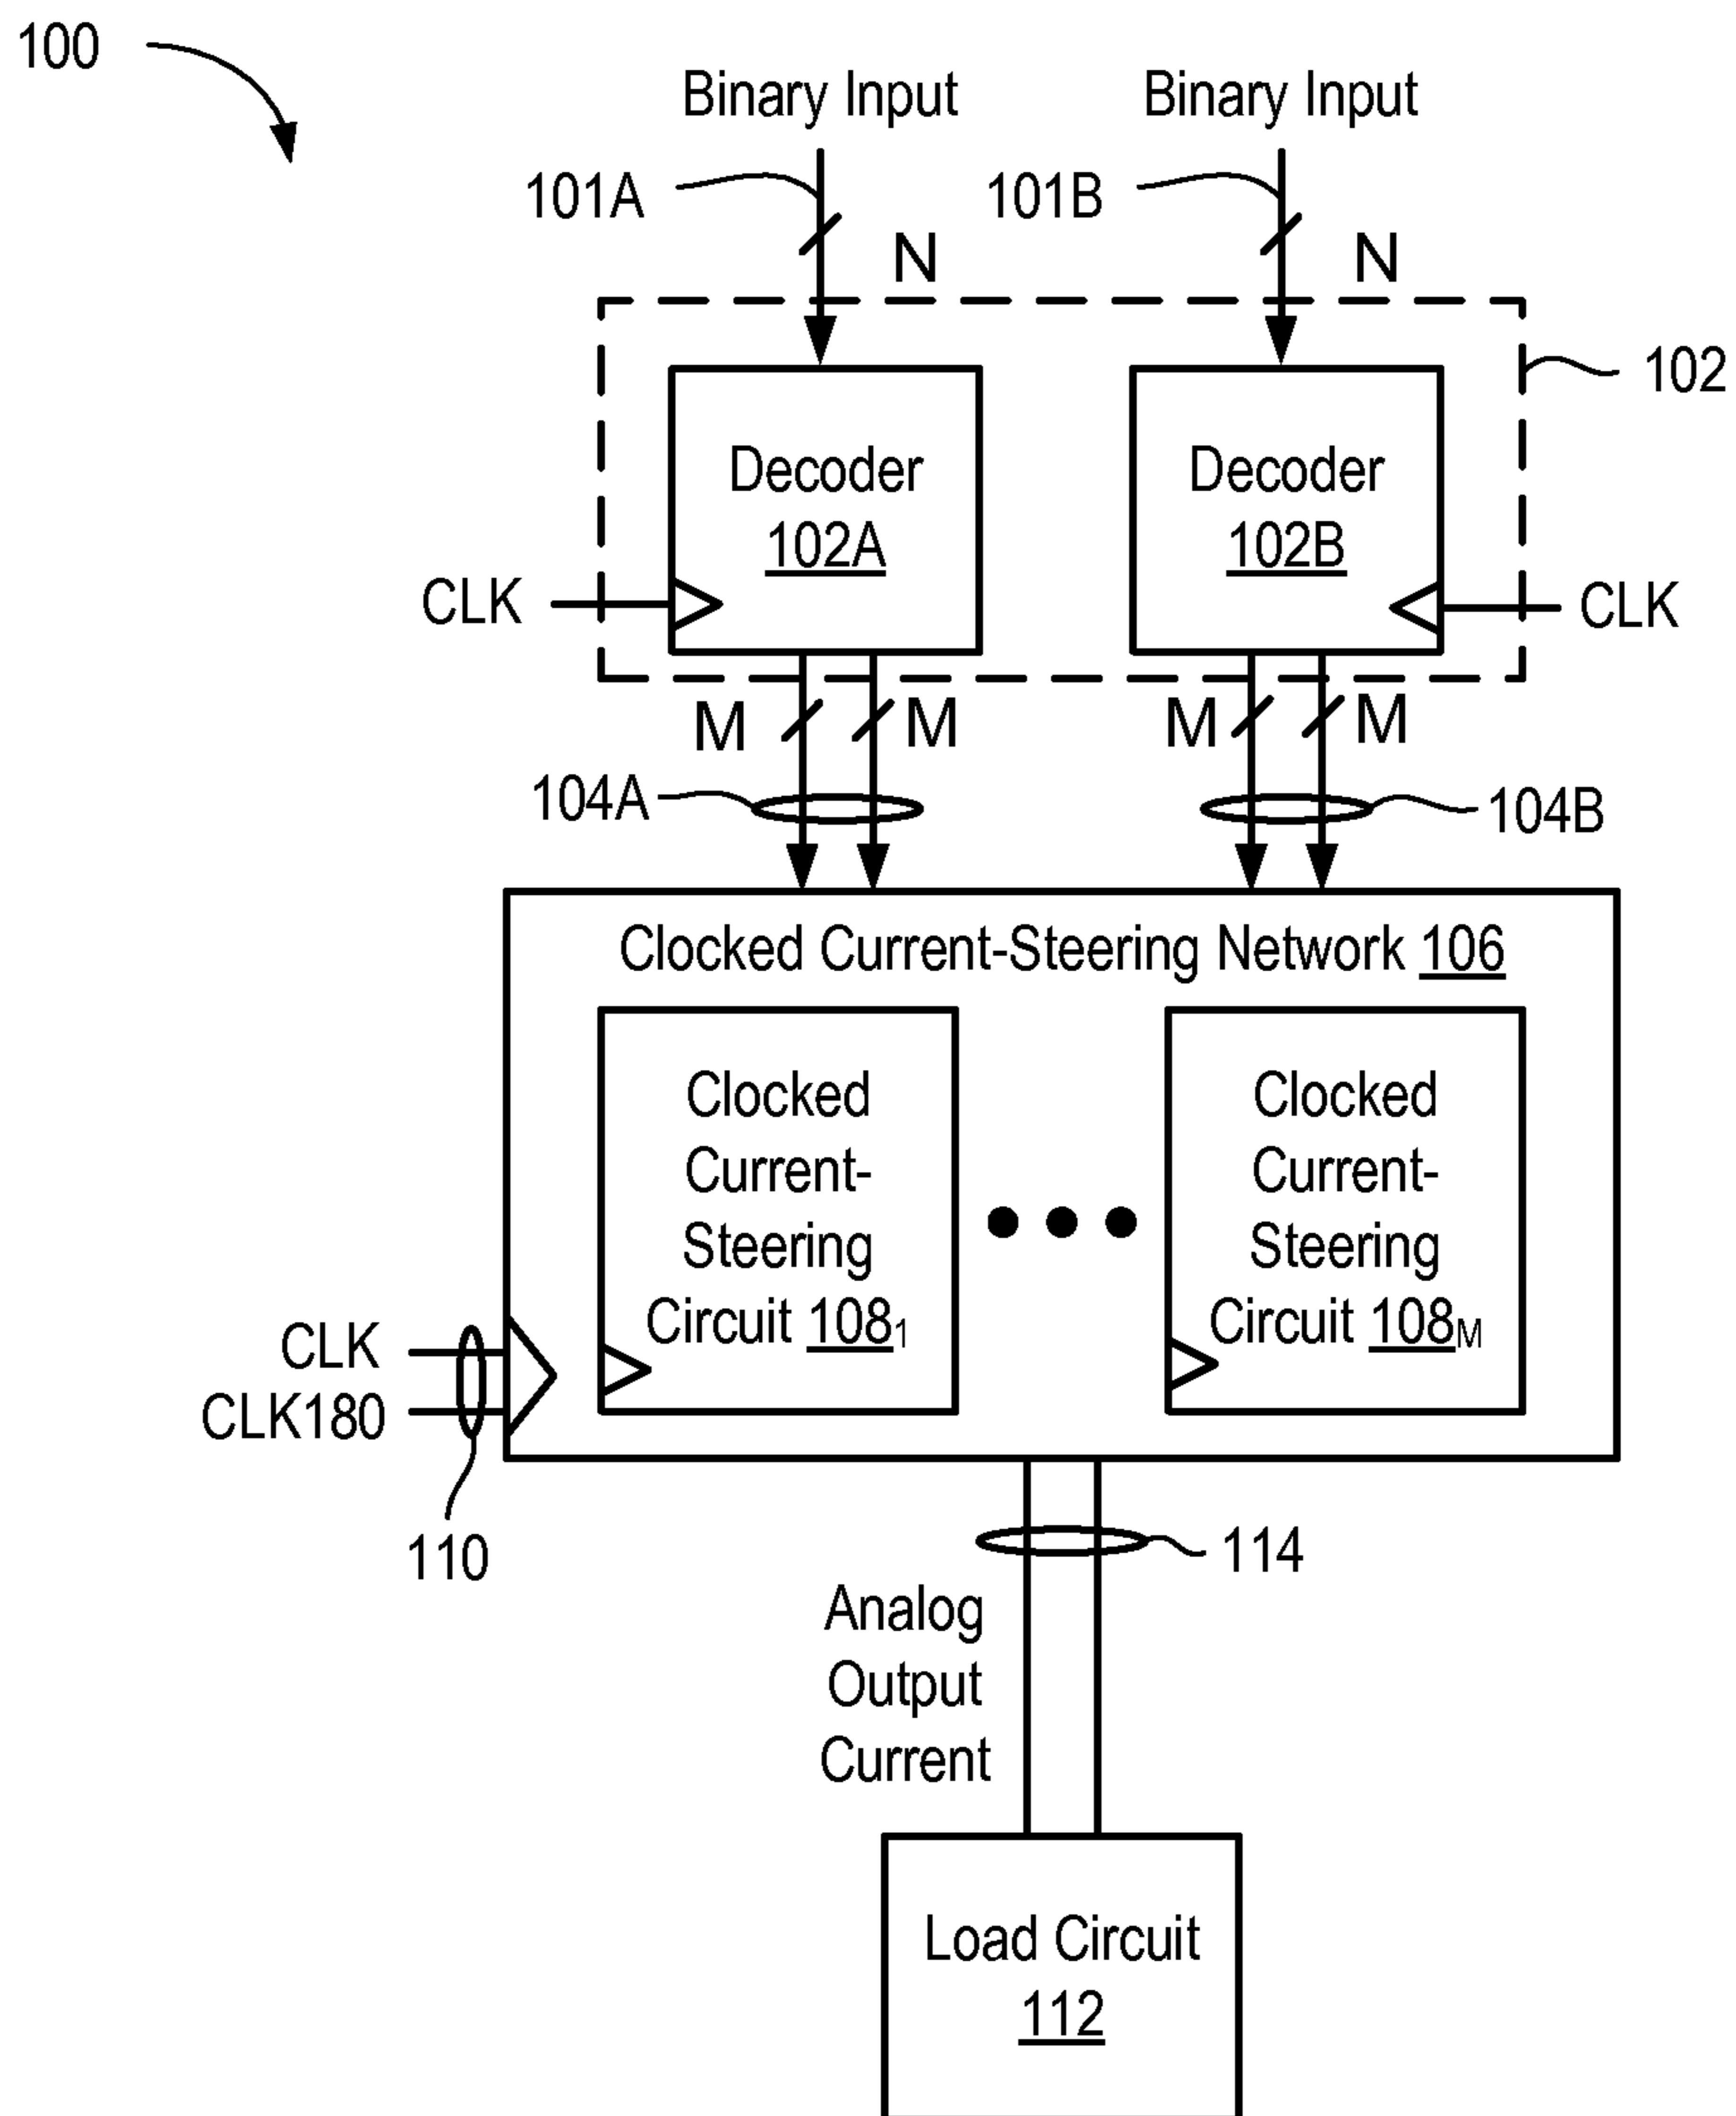 100
Binary Input
Binary Input
101A
101B
N
N
102
Decoder
102A
Decoder
102B
CLK
CLK
M
M
M
M
104A
104B
Clocked Current-Steering Network 106
Clocked
Current-
Steering
Circuit 108₁
Clocked
Current-
Steering
Circuit 108M
CLK
CLK180
110
114
Analog
Output
Current
Load Circuit
112